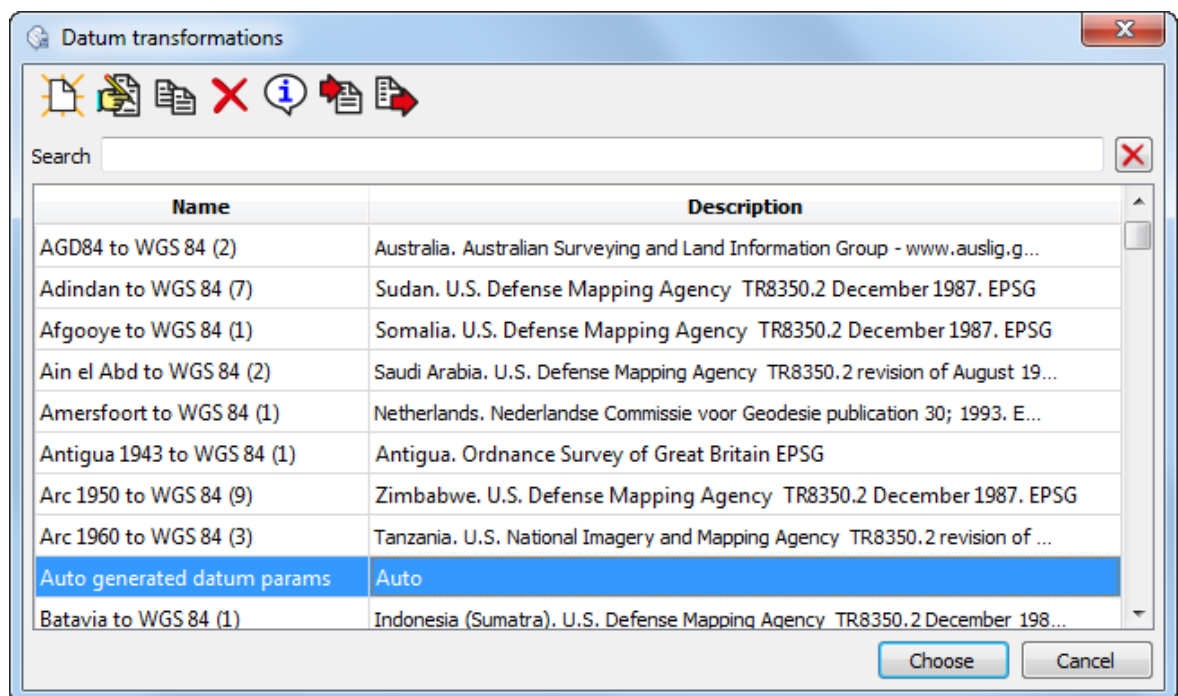 Datum transformations
Search
Name Description
AGD84 to WGS 84 (2) Australia. Australian Surveying and Land Information Group - www.auslig.g...
Adindan to WGS 84 (7) Sudan. U.S. Defense Mapping Agency TR8350.2 December 1987. EPSG
Afgooye to WGS 84 (1) Somalia. U.S. Defense Mapping Agency TR8350.2 December 1987. EPSG
Ain el Abd to WGS 84 (2) Saudi Arabia. U.S. Defense Mapping Agency TR8350.2 revision of August 19...
Amersfoort to WGS 84 (1) Netherlands. Nederlandse Commissie voor Geodesie publication 30; 1993. E...
Antigua 1943 to WGS 84 (1) Antigua. Ordnance Survey of Great Britain EPSG
Arc 1950 to WGS 84 (9) Zimbabwe. U.S. Defense Mapping Agency TR8350.2 December 1987. EPSG
Arc 1960 to WGS 84 (3) Tanzania. U.S. National Imagery and Mapping Agency TR8350.2 revision of ...
Auto generated datum params Auto
Batavia to WGS 84 (1) Indonesia (Sumatra). U.S. Defense Mapping Agency TR8350.2 December 198...
Choose Cancel